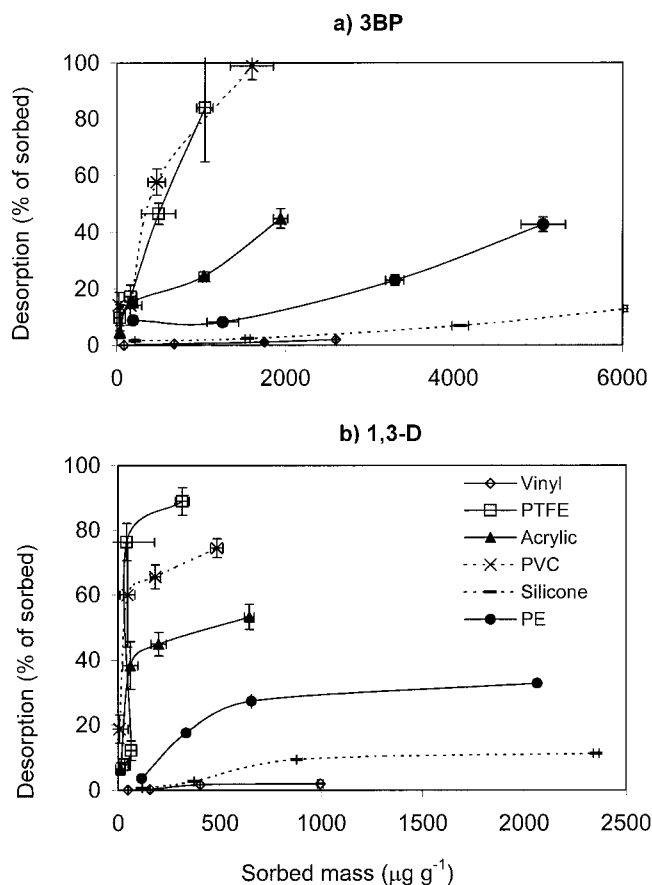 a) 3BP
Desorption (% of sorbed)
100
80
60
40
20
0
0 2000 4000 6000
b) 1,3-D
Desorption (% of sorbed)
100
80
60
40
20
0
Vinyl
PTFE
Acrylic
PVC
Silicone
PE
0 500 1000 1500 2000 2500
Sorbed mass (μg g⁻¹)